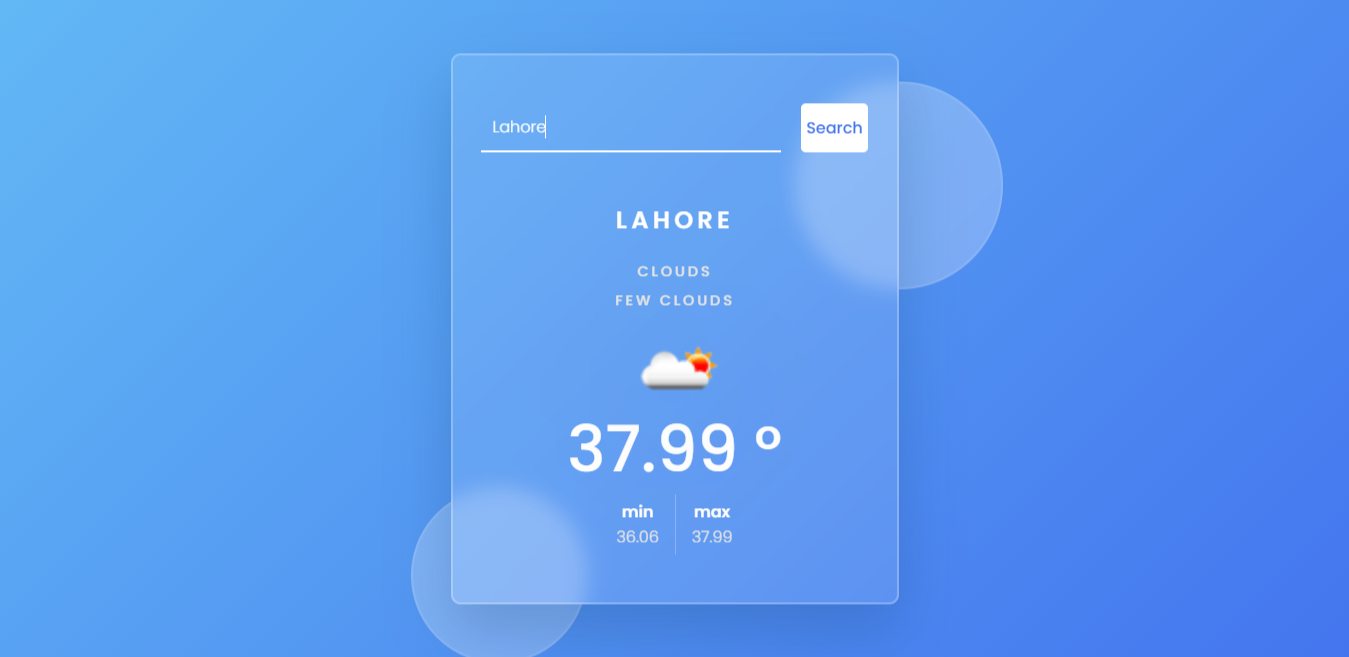 Lahore Search
LAHORE
CLOUDS
FEW CLOUDS
37.99 °
min max
36.06 37.99